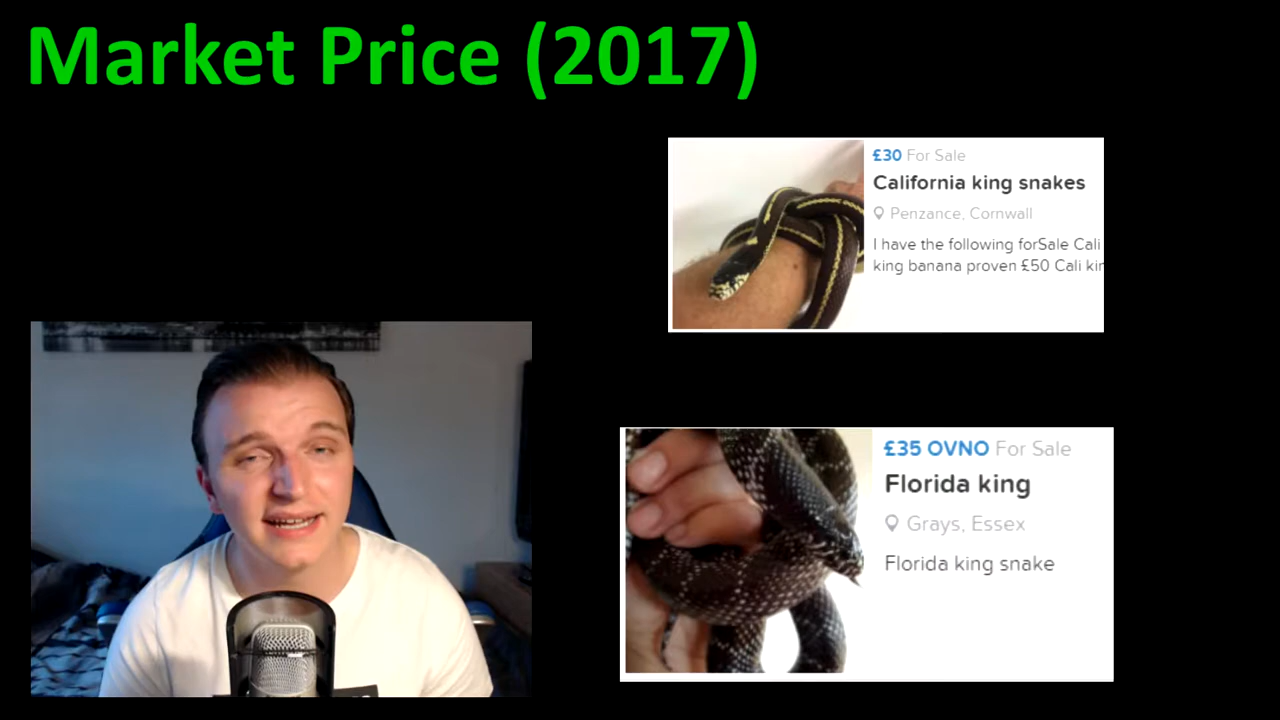 Market Price (2017)
£30 For Sale
California king snakes
Penzance, Cornwall
I have the following forSale Cali
king banana proven £50 Cali kin
£35 OVNO For Sale
Florida king
Grays, Essex
Florida king snake